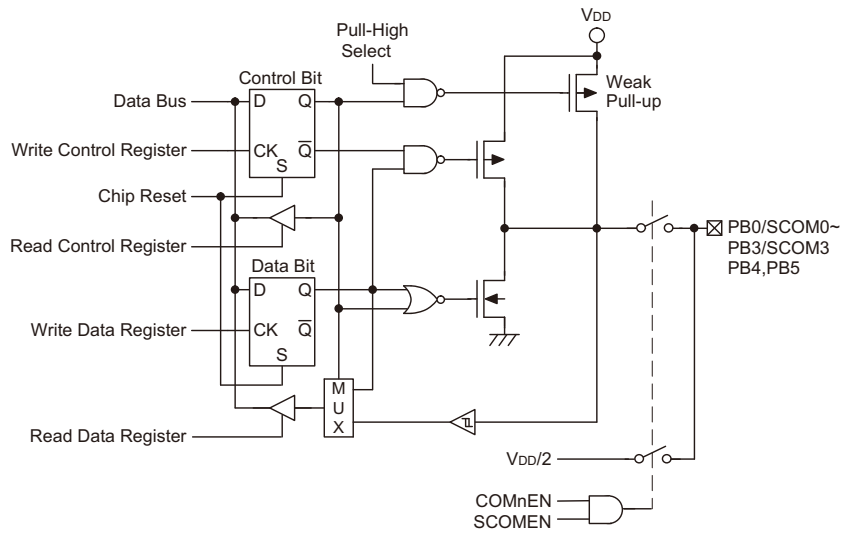 VDD
Pull-High
Select
Control Bit
Weak
Pull-up
Data Bus
D
Q
Write Control Register
CK
Q
S
Chip Reset
PB0/SCOM0~
PB3/SCOM3
PB4,PB5
Read Control Register
Data Bit
D
Q
Write Data Register
CK
Q
S
M
U
X
Read Data Register
VDD/2
COMnEN
SCOMEN